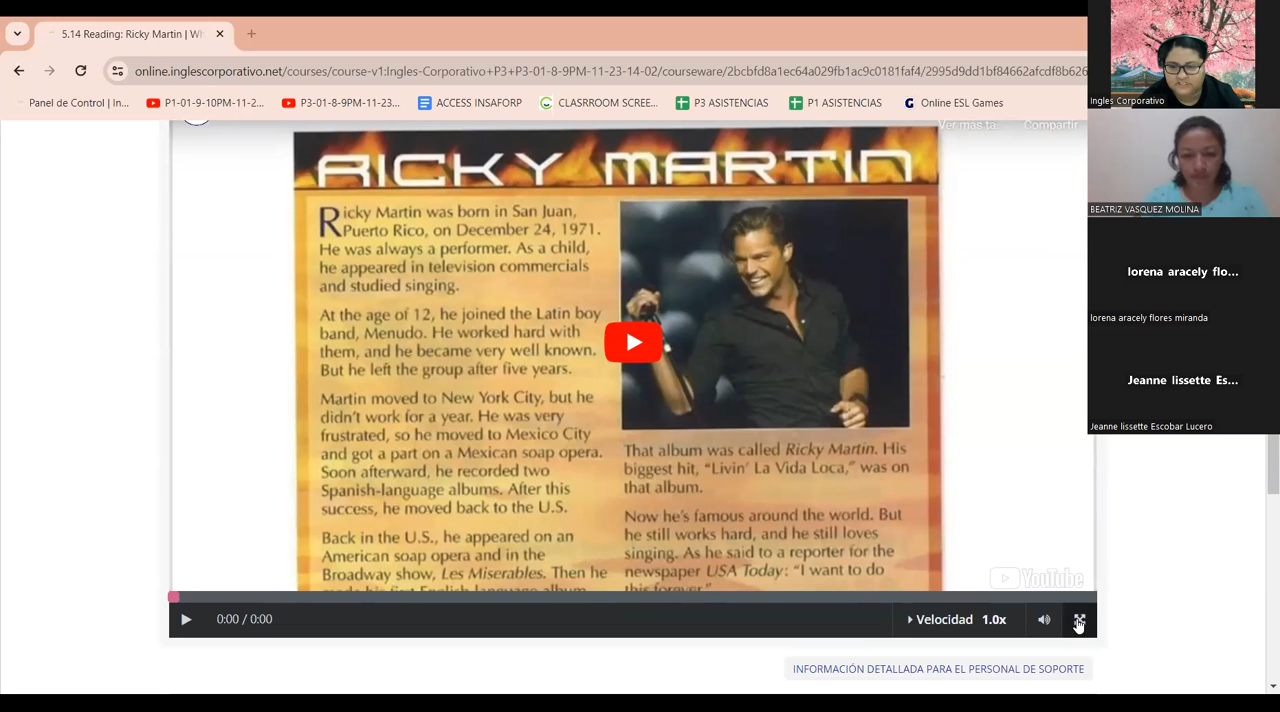 5.14 Reading: Ricky Martin | Wh
online.inglescorporativo.net/courses/course-v1:Ingles-Corporativo+P3+P3-01-8-9PM-11-23-14-02/courseware/2bcbfd8a1ec64a029fb1ac9c0181faf4/2995d9dd1bf84662afcdf8b626
Panel de Control | In...
P1-01-9-10PM-11-2...
P3-01-8-9PM-11-23...
ACCESS INSAFORP
CLASSROOM SCREE...
P3 ASISTENCIAS
P1 ASISTENCIAS
Online ESL Games
Ver más ta
Compartir
RICKY MARTIN
Ricky Martin was born in San Juan,
Puerto Rico, on December 24, 1971.
He was always a performer. As a child,
he appeared in television commercials
and studied singing.
At the age of 12, he joined the Latin boy
band, Menudo. He worked hard with
them, and he became very well known.
But he left the group after five years.
Martin moved to New York City, but he
didn't work for a year. He was very
frustrated, so he moved to Mexico City
and got a part on a Mexican soap opera.
Soon afterward, he recorded two
Spanish-language albums. After this
success, he moved back to the U.S.
Back in the U.S., he appeared on an
American soap opera and in the
Broadway show, Les Miserables. Then he
made his first English-language album.
That album was called Ricky Martin. His
biggest hit, "Livin' La Vida Loca," was on
that album.
Now he's famous around the world. But
he still works hard, and he still loves
singing. As he said to a reporter for the
newspaper USA Today: "I want to do
this forever."
YouTube
0:00 / 0:00
Velocidad 1.0x
INFORMACIÓN DETALLADA PARA EL PERSONAL DE SOPORTE
Ingles Corporativo
BEATRIZ VASQUEZ MOLINA
lorena aracely flo...
lorena aracely flores miranda
Jeanne lissette Es...
Jeanne lissette Escobar Lucero